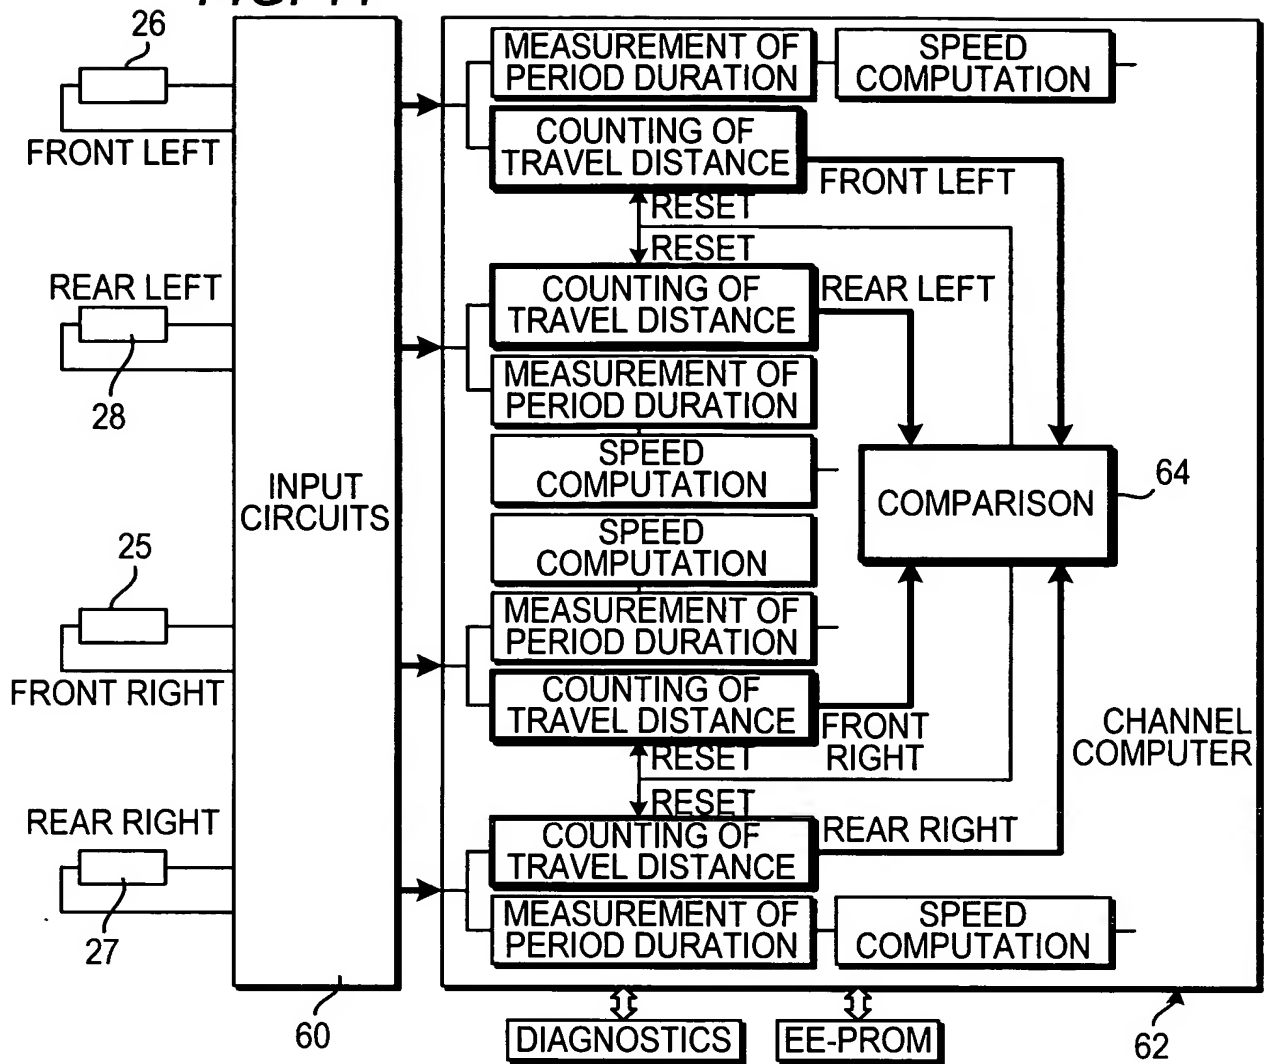 26
FRONT LEFT
REAR LEFT
28
25
FRONT RIGHT
REAR RIGHT
27
INPUT
CIRCUITS
60
MEASUREMENT OF
PERIOD DURATION
SPEED
COMPUTATION
COUNTING OF
TRAVEL DISTANCE
FRONT LEFT
RESET
RESET
COUNTING OF
TRAVEL DISTANCE
REAR LEFT
MEASUREMENT OF
PERIOD DURATION
SPEED
COMPUTATION
COMPARISON
64
SPEED
COMPUTATION
MEASUREMENT OF
PERIOD DURATION
COUNTING OF
TRAVEL DISTANCE
FRONT
RIGHT
RESET
RESET
CHANNEL
COMPUTER
COUNTING OF
TRAVEL DISTANCE
REAR RIGHT
MEASUREMENT OF
PERIOD DURATION
SPEED
COMPUTATION
DIAGNOSTICS
EE-PROM
62